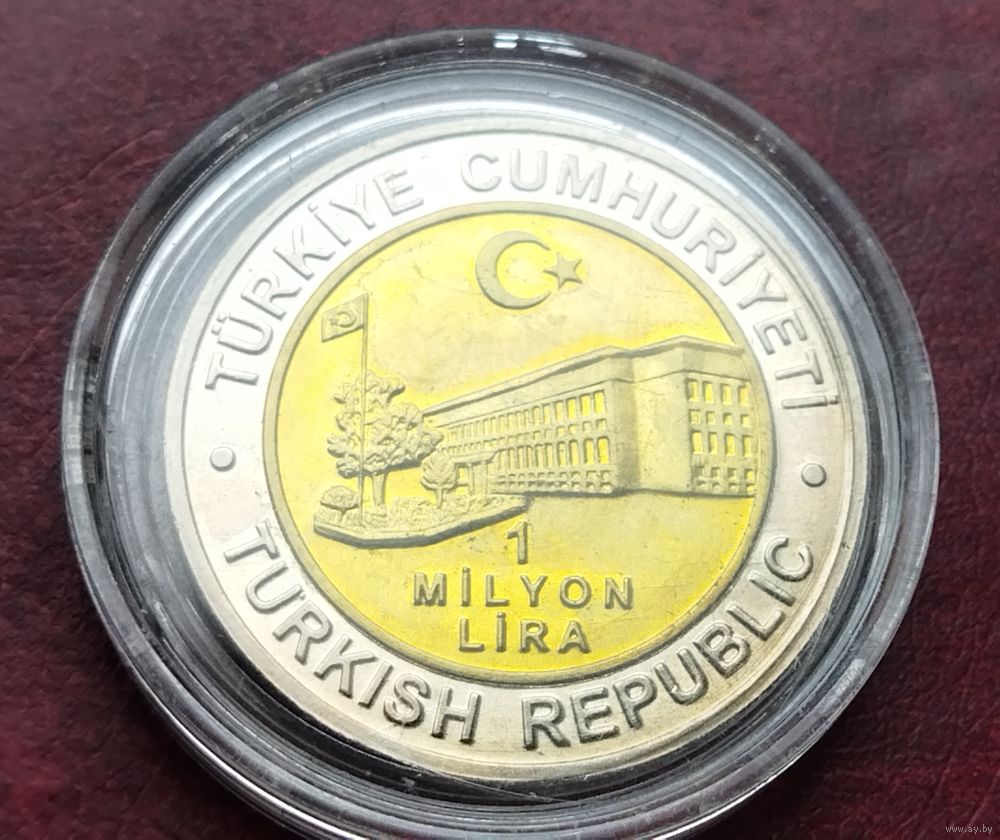 TÜRKİYE CUMHURİYETİ
1
MİLYON
LİRA
TURKISH REPUBLIC
www.ay.by